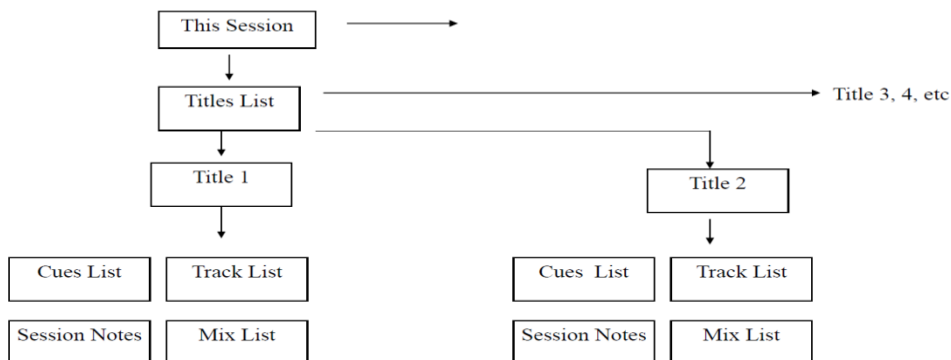 This Session
Titles List
Title 3, 4, etc
Title 1
Title 2
Cues List
Track List
Cues List
Track List
Session Notes
Mix List
Session Notes
Mix List